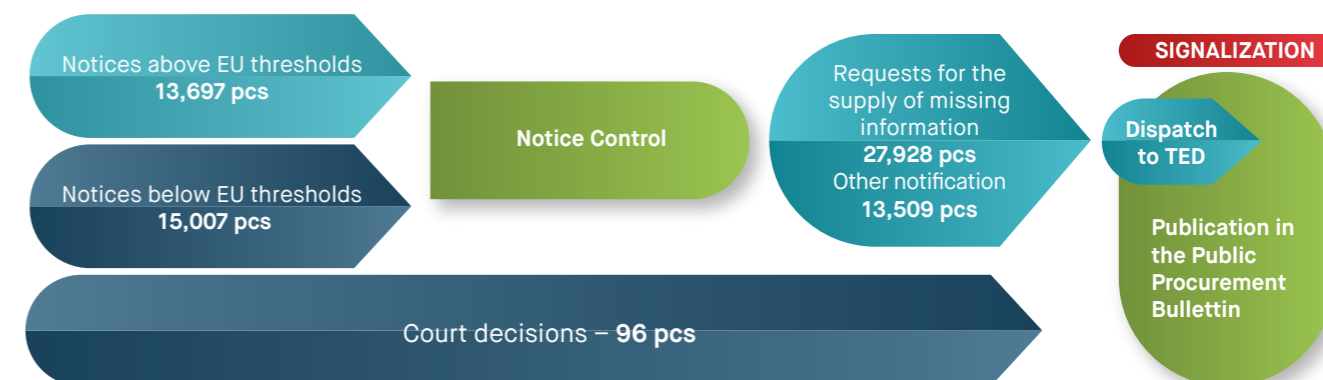 Notices above EU thresholds
13,697 pcs
Notices below EU thresholds
15,007 pcs
Notice Control
Requests for the
supply of missing
information
27,928 pcs
Other notification
13,509 pcs
SIGNALIZATION
Dispatch
to TED
Publication in
the Public
Procurement
Bullettin
Court decisions – 96 pcs